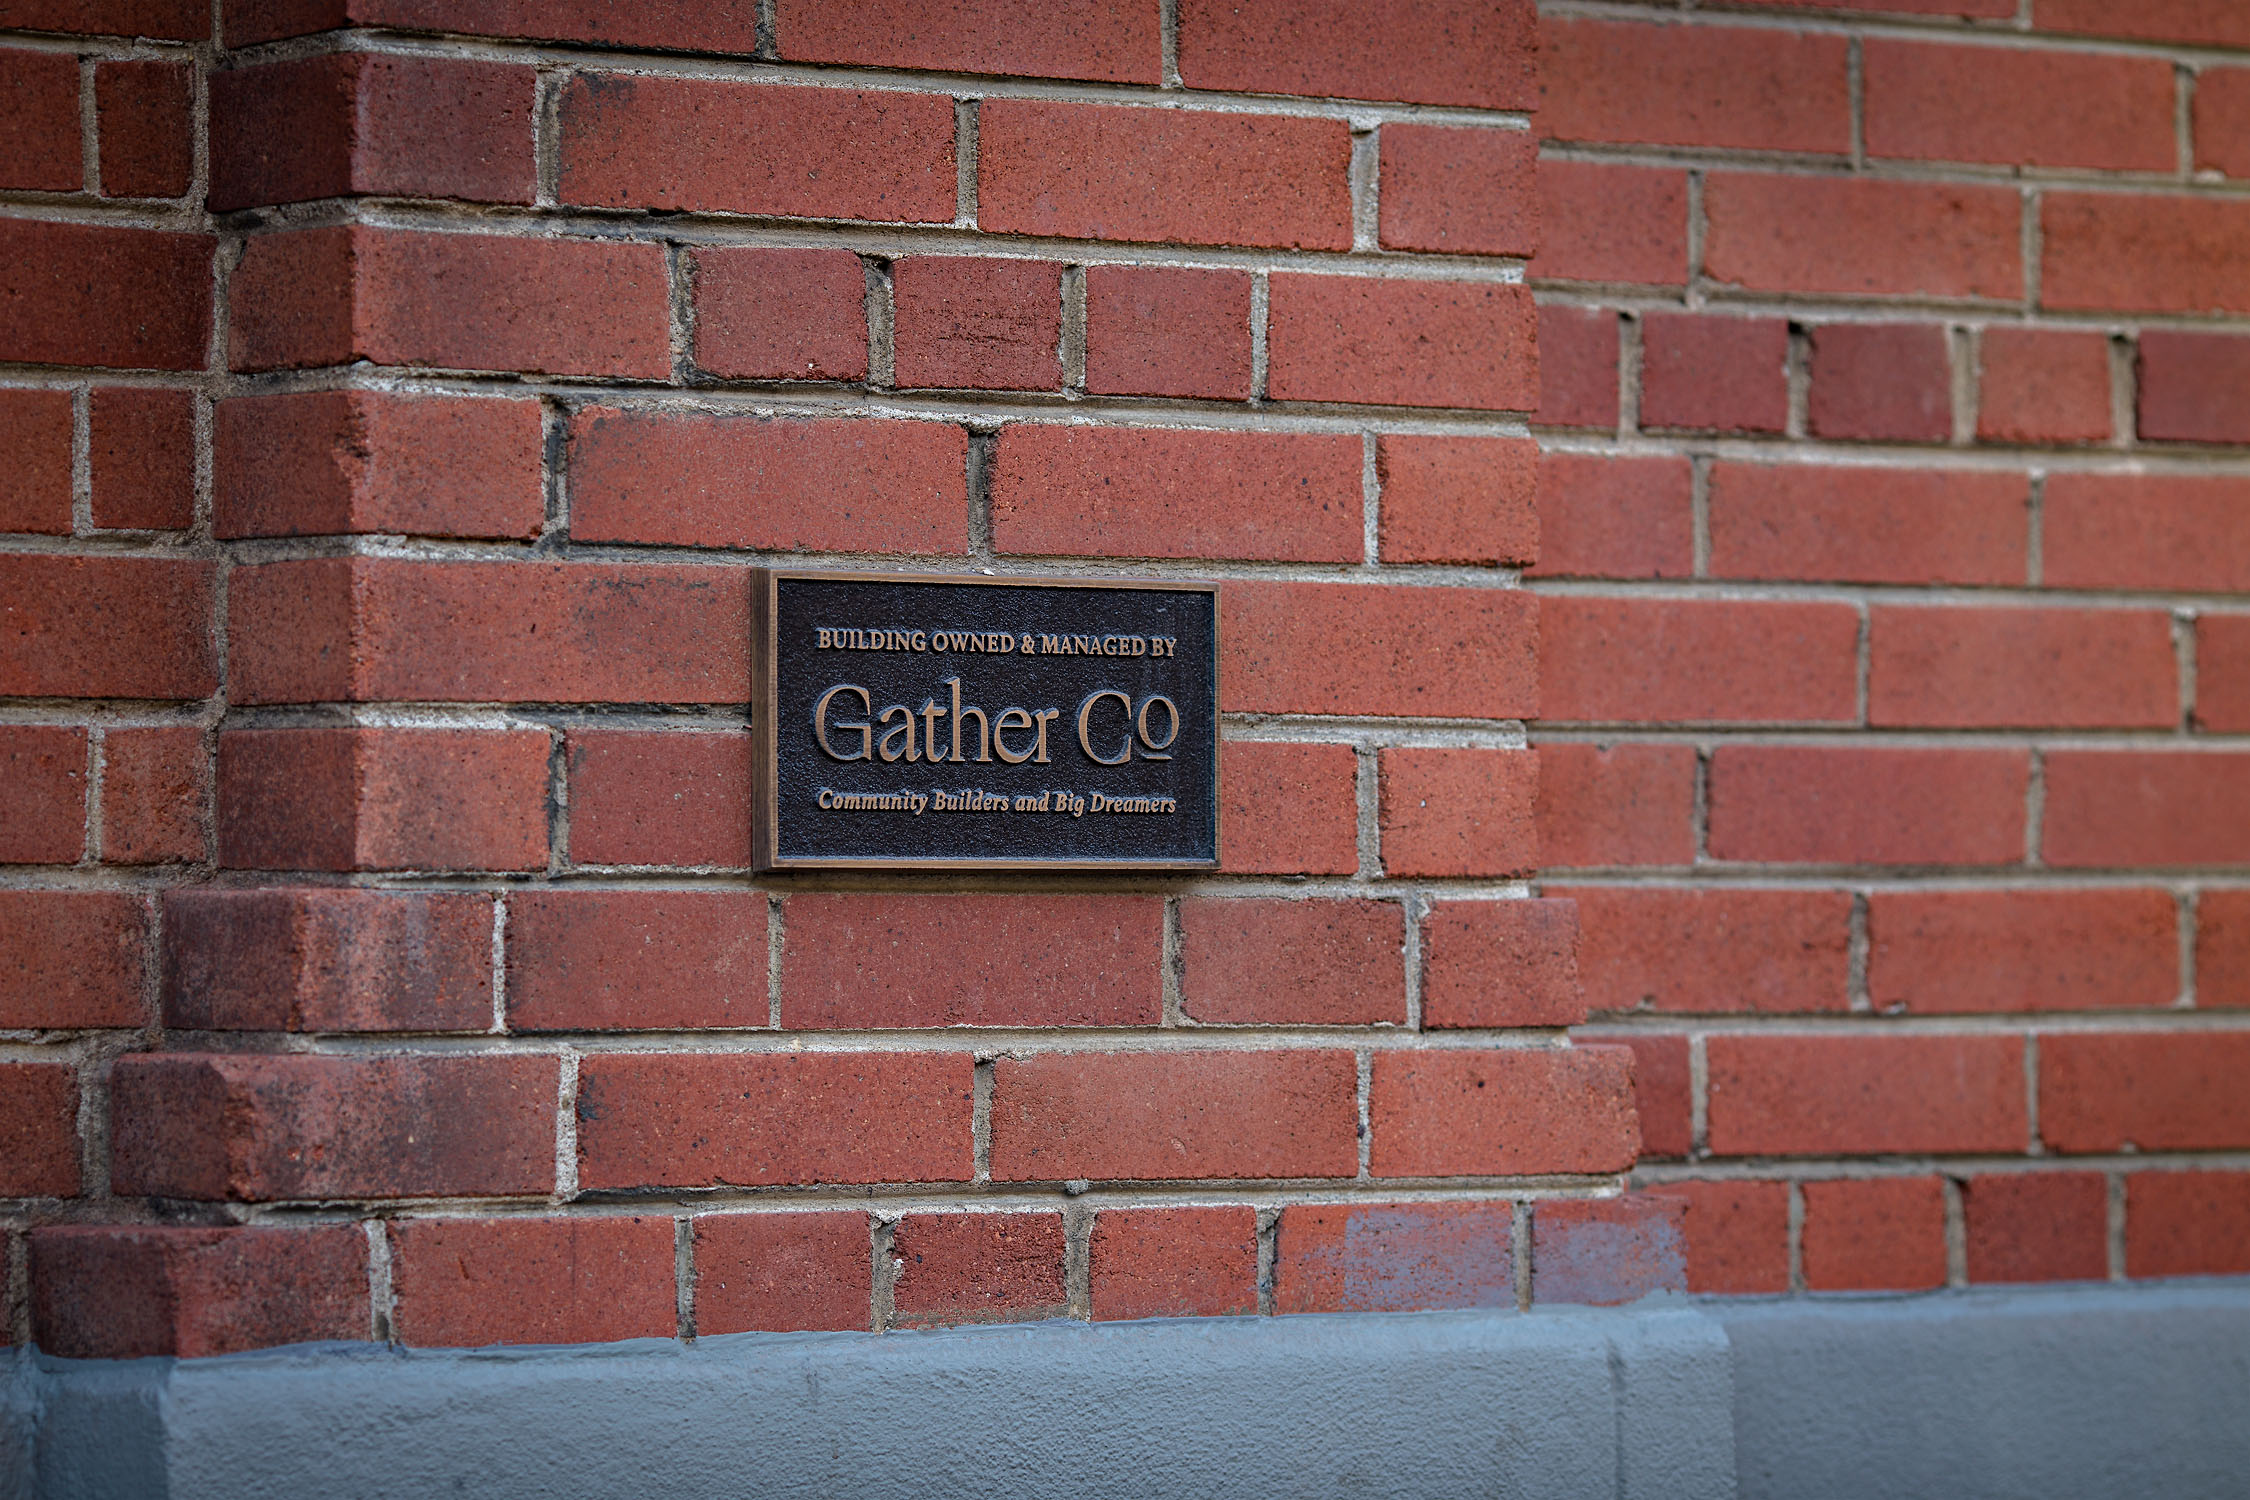 BUILDING OWNED & MANAGED BY
Gather Co
Community Builders and Big Dreamers